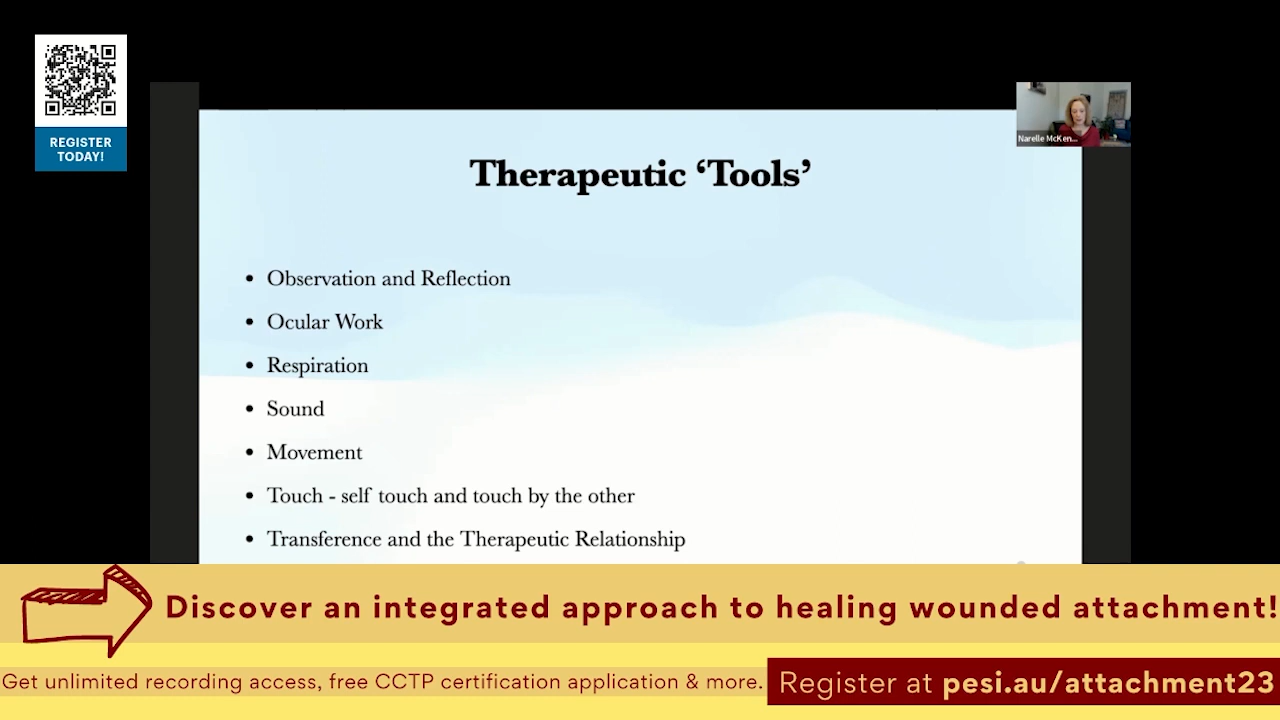 REGISTER
TODAY!
Narelle McKen...
Therapeutic ‘Tools’
• Observation and Reflection
• Ocular Work
• Respiration
• Sound
• Movement
• Touch - self touch and touch by the other
• Transference and the Therapeutic Relationship
Discover an integrated approach to healing wounded attachment!
Get unlimited recording access, free CCTP certification application & more.
Register at pesi.au/attachment23